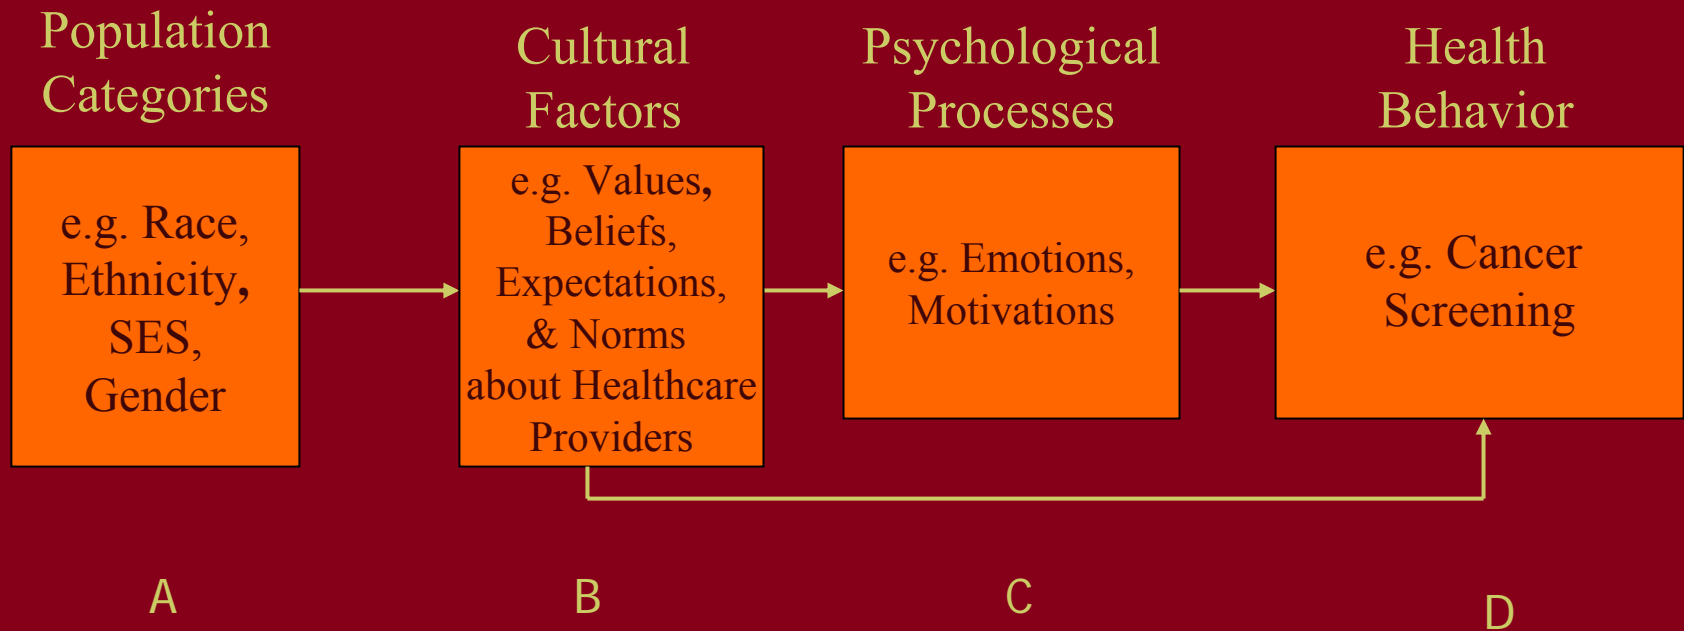 Population
Categories
e.g. Race,
Ethnicity,
SES,
Gender
A
Cultural
Factors
e.g. Values,
Beliefs,
Expectations,
& Norms
about Healthcare
Providers
B
Psychological
Processes
e.g. Emotions,
Motivations
C
Health
Behavior
e.g. Cancer
Screening
D